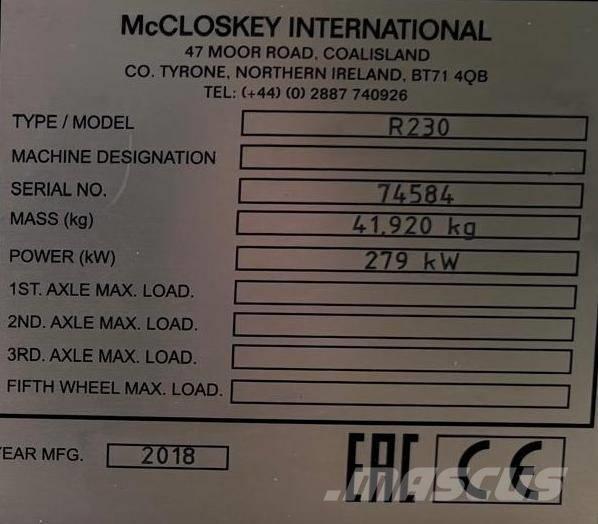 McCLOSKEY INTERNATIONAL
47 MOOR ROAD, COALISLAND
CO. TYRONE, NORTHERN IRELAND, BT71 4QB
TEL: (+44) (0) 2887 740926
TYPE / MODEL R230
MACHINE DESIGNATION
SERIAL NO. 74584
MASS (kg) 41,920 kg
POWER (kW) 279 kW
1ST. AXLE MAX. LOAD.
2ND. AXLE MAX. LOAD.
3RD. AXLE MAX. LOAD.
FIFTH WHEEL MAX. LOAD.
EAR MFG. 2018 EAC CE
MASCUS